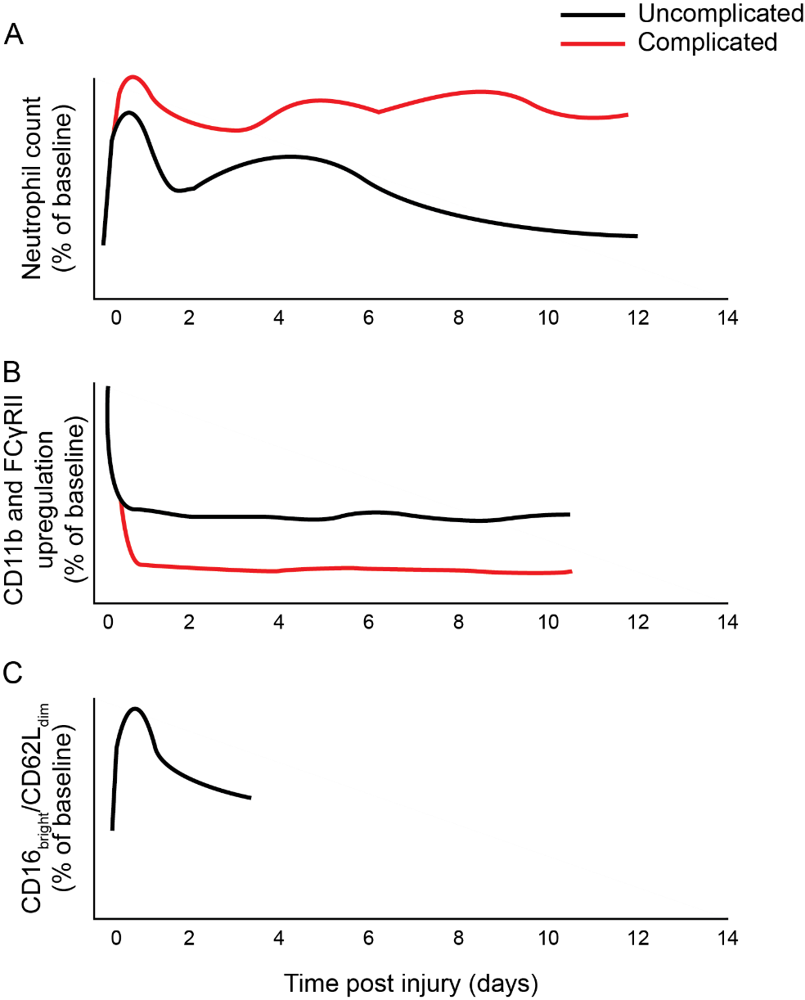 Uncomplicated
Complicated
A
Neutrophil count
(% of baseline)
0 2 4 6 8 10 12 14
B
CD11b and FCγRII
upregulation
(% of baseline)
0 2 4 6 8 10 12 14
C
CD16bright/CD62Ldim
(% of baseline)
0 2 4 6 8 10 12 14
Time post injury (days)